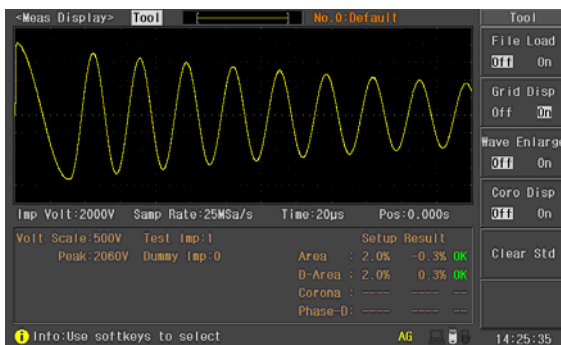 <Meas Display> Tool No.0:Default Tool
File Load
Off On
Grid Disp
Off On
Wave Enlarge
Off On
Coro Disp
Off On
Clear Std
Imp Volt:2000V Samp Rate:25MSa/s Time:20µs Pos:0.000s
Volt Scale:500V Test Imp:1 Setup Result
Peak:2060V Dummy Imp:0 Area : 2.0% -0.3% OK
D-Area : 2.0% 0.3% OK
Corona : ---- ---- --
Phase-D: ---- ---- --
i Info:Use softkeys to select AG 14:25:35